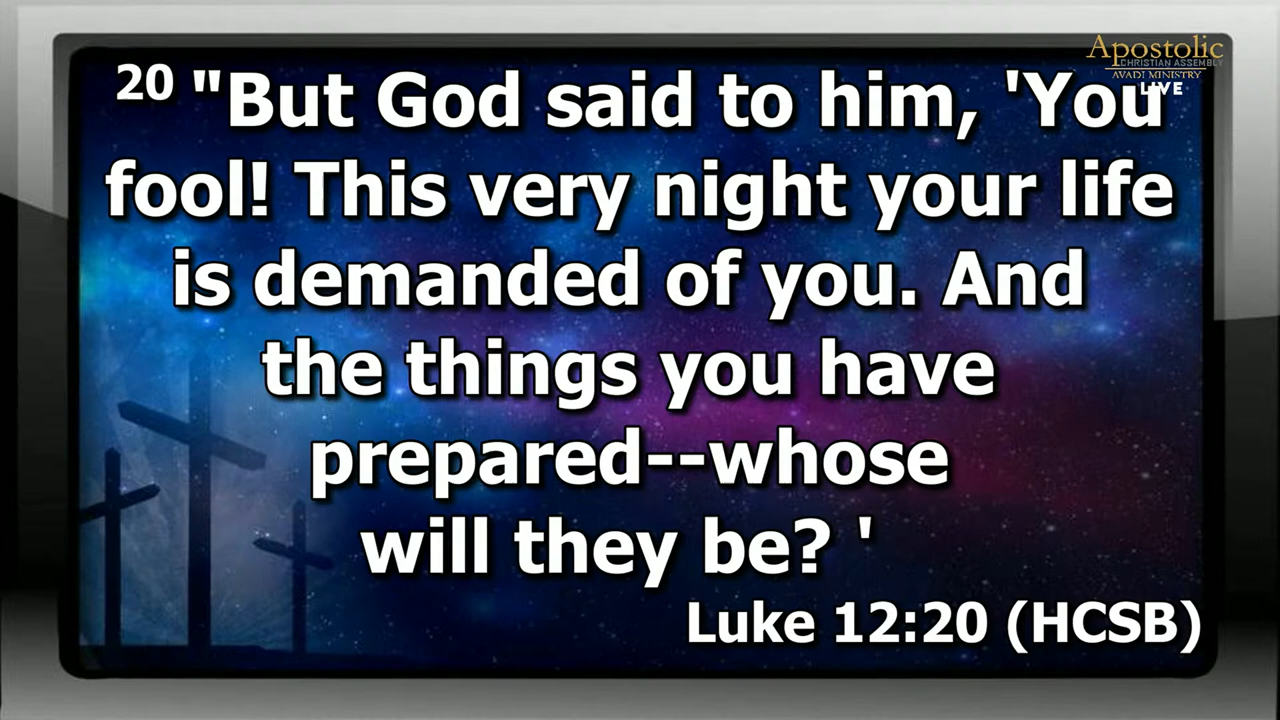 Apostolic
CHRISTIAN ASSEMBLY
AVADI MINISTRY
LIVE
20 "But God said to him, 'You
fool! This very night your life
is demanded of you. And
the things you have
prepared--whose
will they be? '
Luke 12:20 (HCSB)